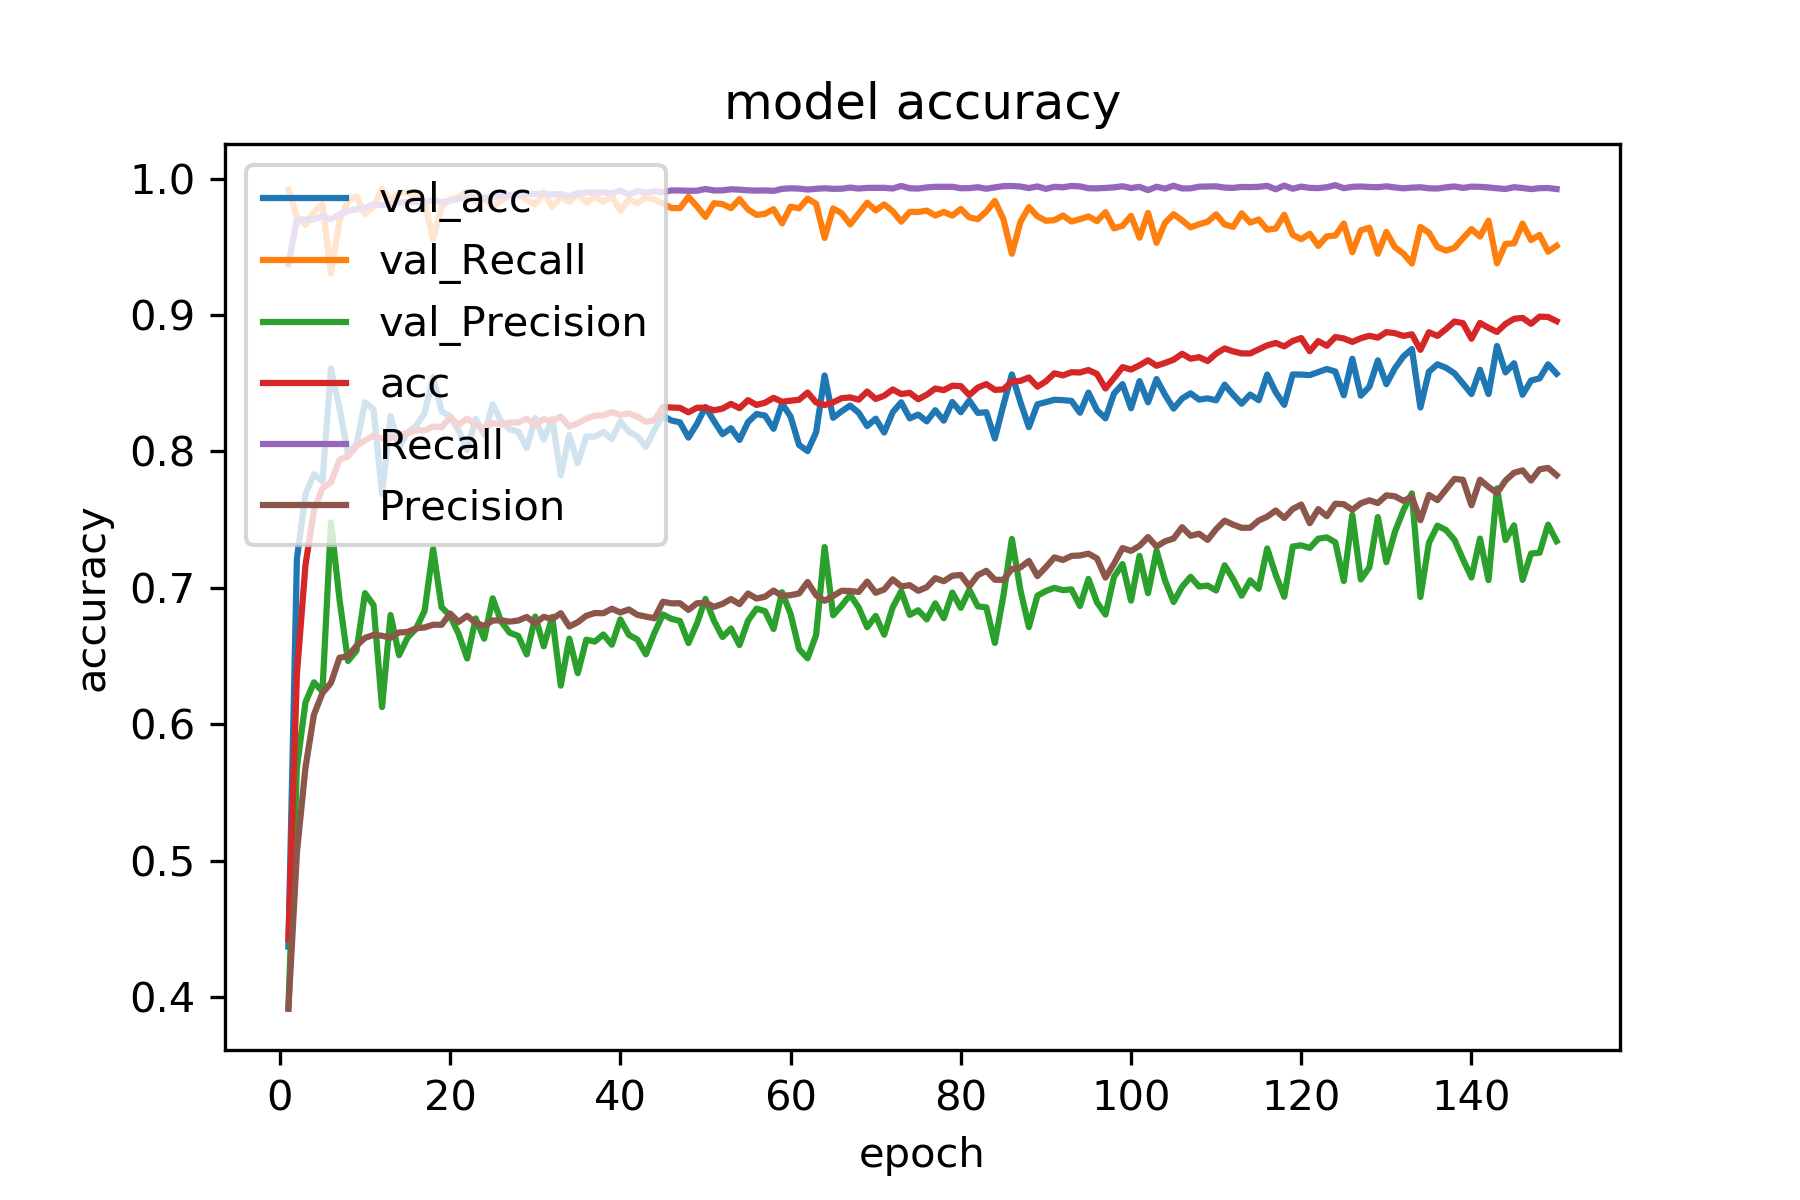 model accuracy
val_acc
val_Recall
val_Precision
acc
Recall
Precision
1.0
0.9
0.8
0.7
0.6
0.5
0.4
accuracy
0 20 40 60 80 100 120 140
epoch